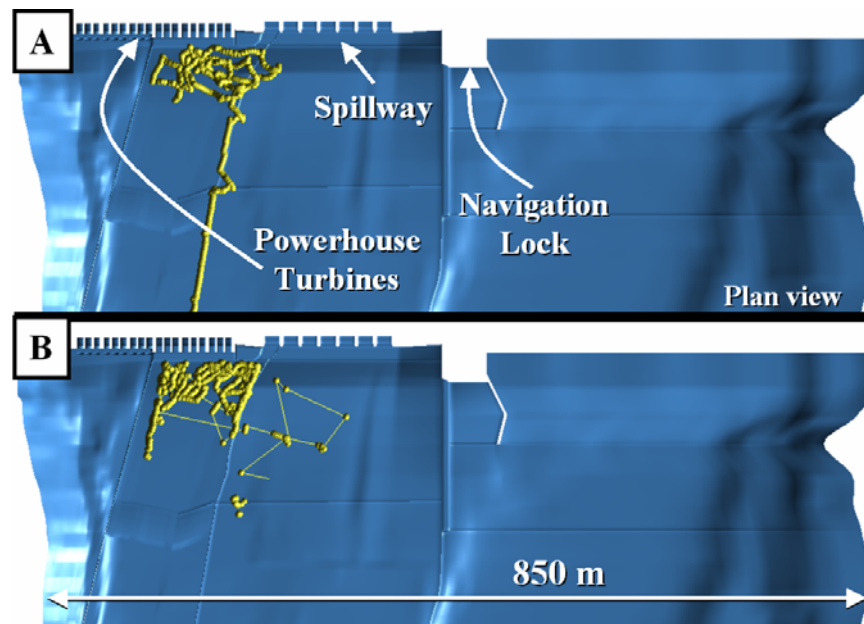 A
Spillway
Powerhouse
Turbines
Navigation
Lock
Plan view
B
850 m